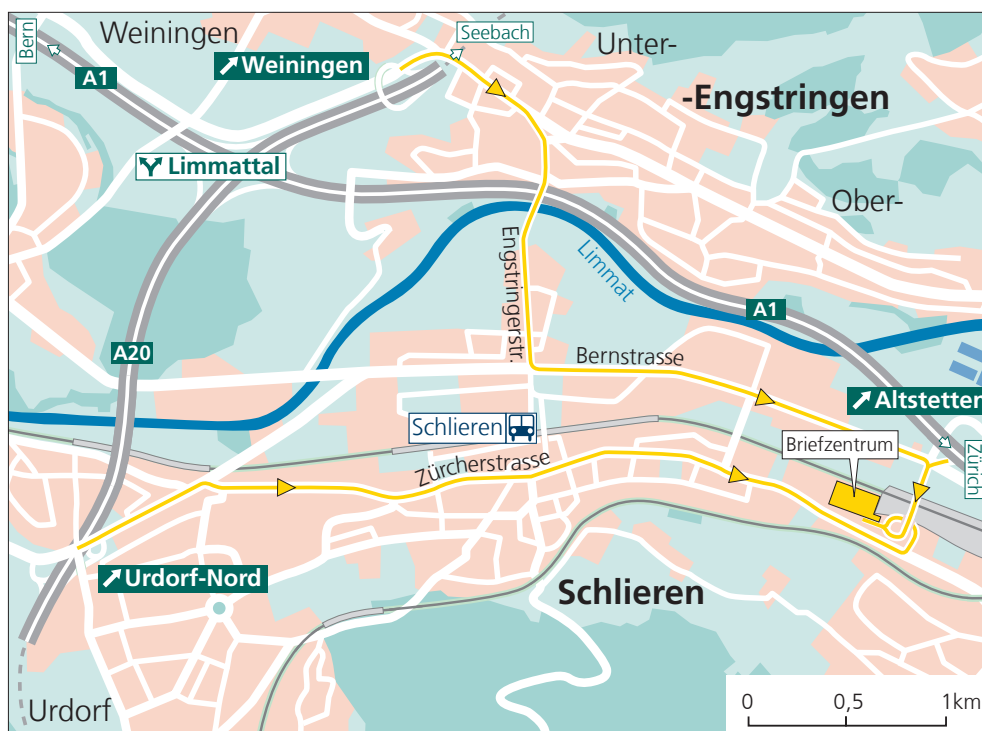 Weiningen
Seebach
Unter-
Bern
Weiningen
A1
-Engstringen
Limmattal
Ober-
Engstringerstr.
Limmat
A1
A20
Bernstrasse
Altstetten
Schlieren
Briefzentrum
Zürich
Zürcherstrasse
Urdorf-Nord
Schlieren
Urdorf
0 0,5 1km